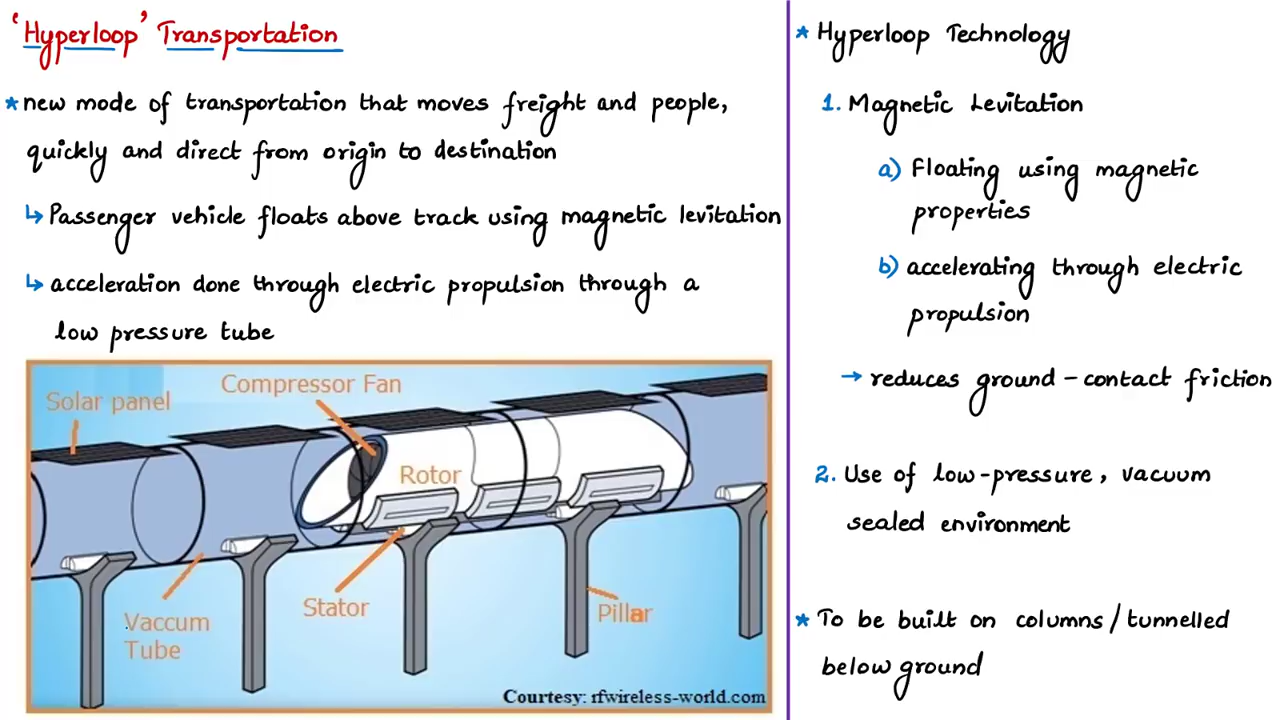 'Hyperloop' Transportation
* new mode of transportation that moves freight and people,
quickly and direct from origin to destination
↳ Passenger vehicle floats above track using magnetic levitation
↳ acceleration done through electric propulsion through a
low pressure tube
Solar panel
Compressor Fan
Rotor
Vaccum
Tube
Stator
Pillar
Courtesy: rfwireless-world.com
* Hyperloop Technology
1. Magnetic Levitation
a) Floating using magnetic
properties
b) accelerating through electric
propulsion
→ reduces ground-contact friction
2. Use of low-pressure, vacuum
sealed environment
* To be built on columns/tunnelled
below ground